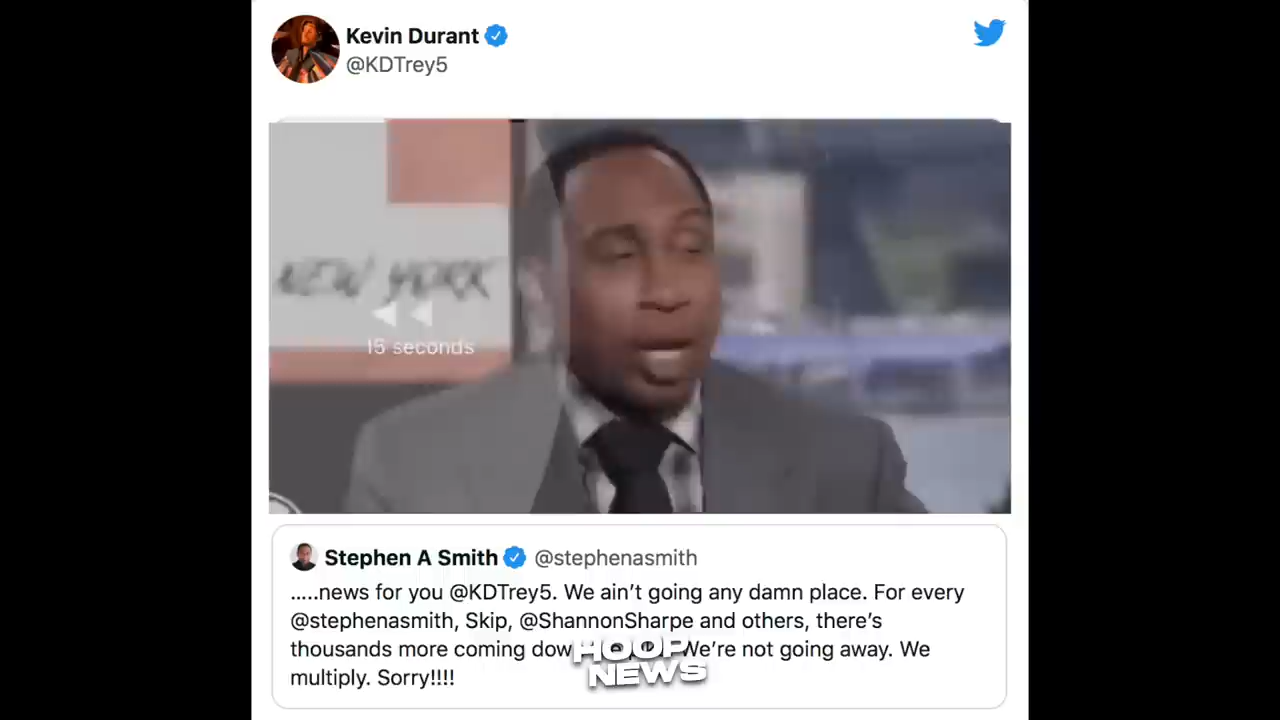 Kevin Durant
@KDTrey5
NEW YORK
15 seconds
Stephen A Smith @stephenasmith
.....news for you @KDTrey5. We ain’t going any damn place. For every
@stephenasmith, Skip, @ShannonSharpe and others, there’s
thousands more coming We’re not going away. We
multiply. Sorry!!!!
HOOP
NEWS